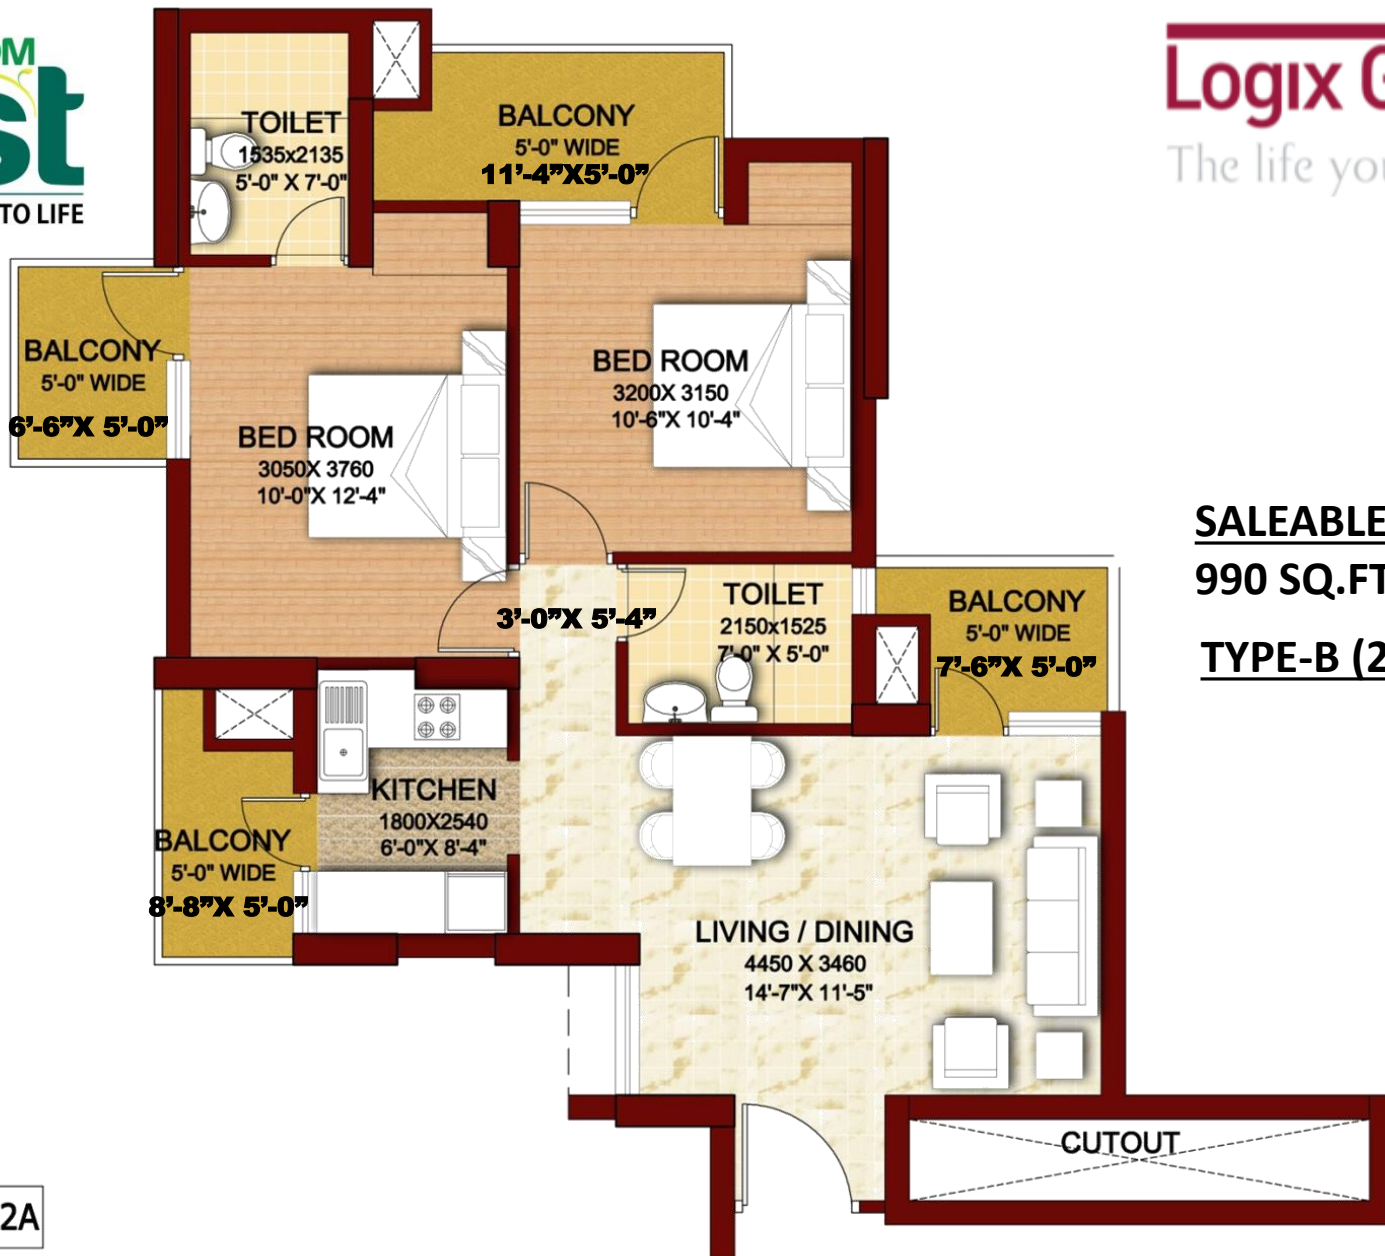 OM
st
TO LIFE
Logix G
The life you
TOILET
1535x2135
5'-0" X 7'-0"
BALCONY
5'-0" WIDE
11'-4"X5'-0"
BALCONY
5'-0" WIDE
6'-6"X 5'-0"
BED ROOM
3050X 3760
10'-0"X 12'-4"
BED ROOM
3200X 3150
10'-6"X 10'-4"
SALEABLE
990 SQ.FT
TYPE-B (2
3'-0"X 5'-4"
TOILET
2150x1525
7'-0" X 5'-0"
BALCONY
5'-0" WIDE
7'-6"X 5'-0"
KITCHEN
1800X2540
6'-0"X 8'-4"
BALCONY
5'-0" WIDE
8'-8"X 5'-0"
LIVING / DINING
4450 X 3460
14'-7"X 11'-5"
CUTOUT
2A